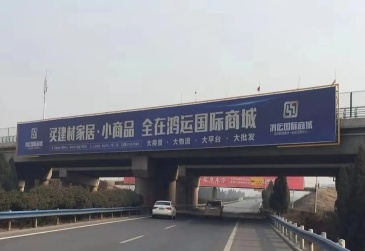 买建材家居·小商品 全在鸿运国际商城
大商圈·大物流·大平台·大批发
鸿运国际商城